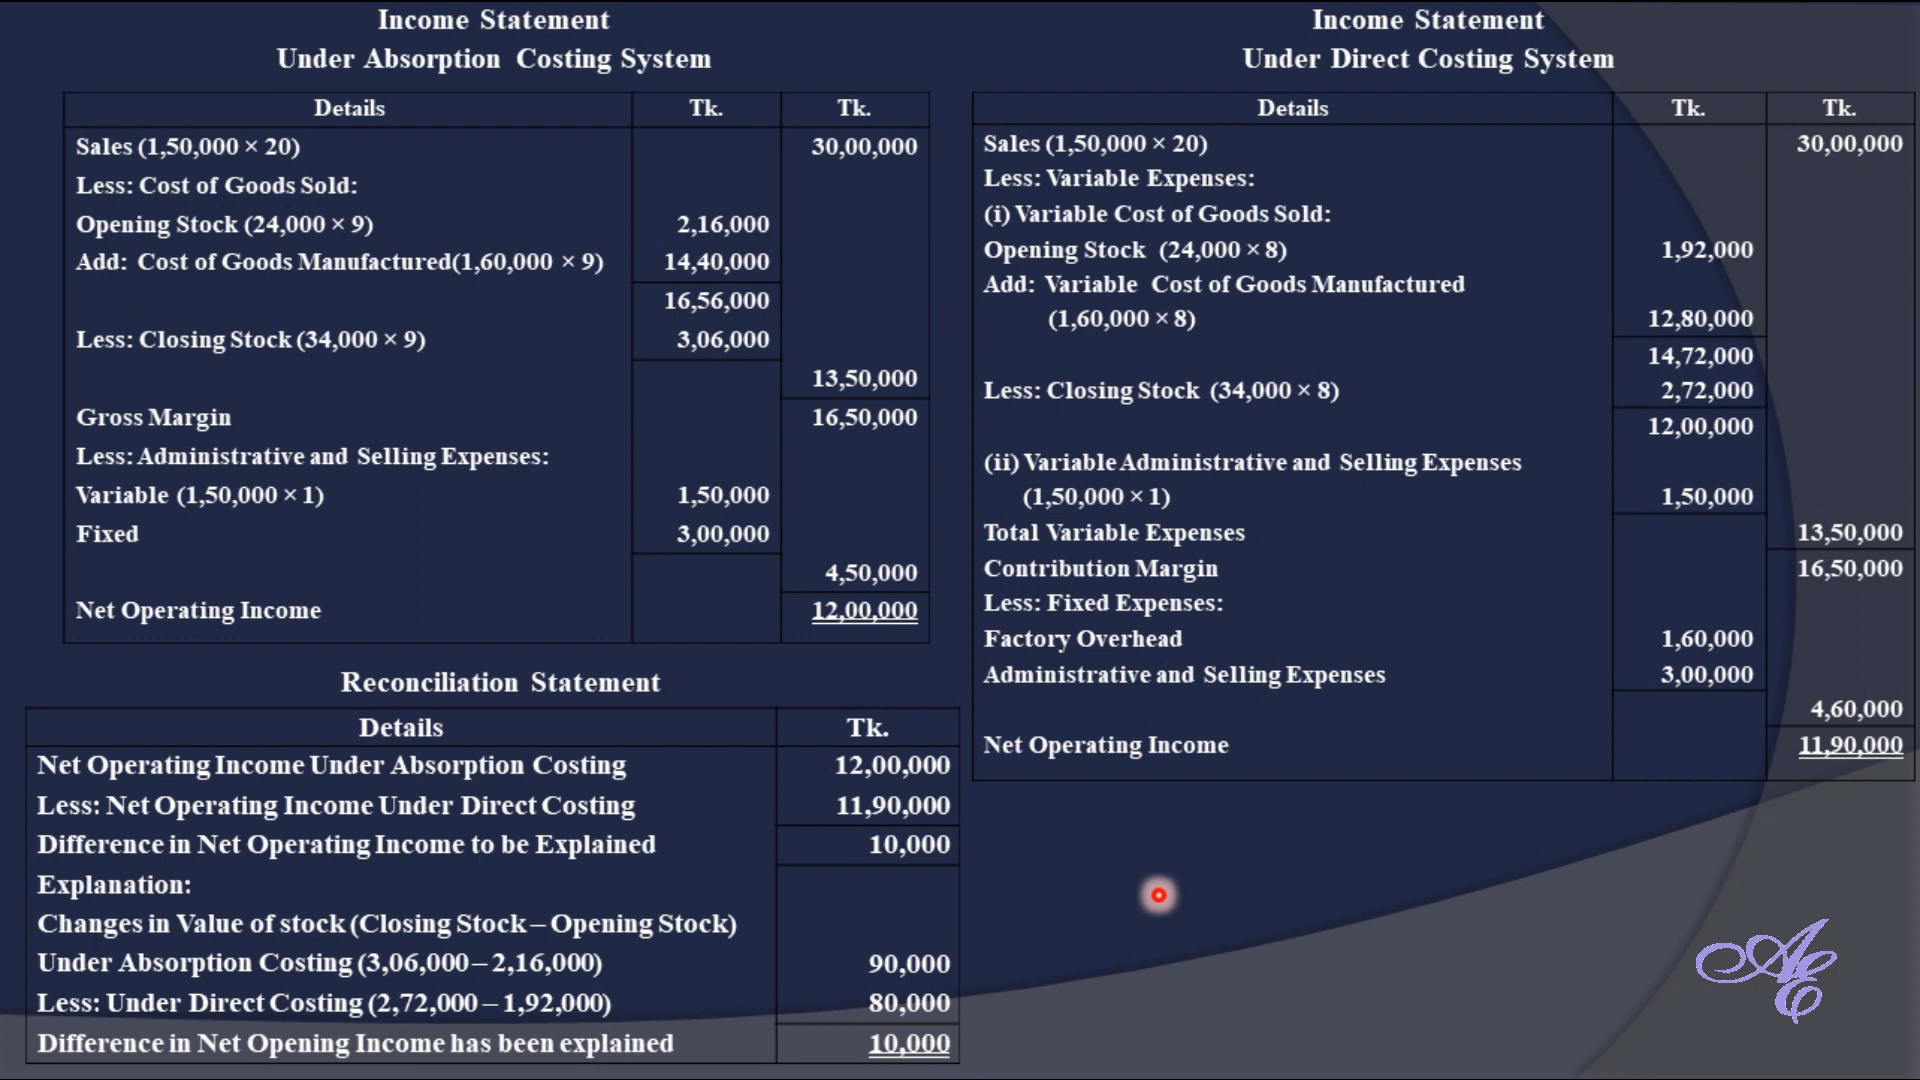 Income Statement
Under Absorption Costing System
Details Tk. Tk.
Sales (1,50,000 × 20) 30,00,000
Less: Cost of Goods Sold:
Opening Stock (24,000 × 9) 2,16,000
Add: Cost of Goods Manufactured(1,60,000 × 9) 14,40,000
16,56,000
Less: Closing Stock (34,000 × 9) 3,06,000
13,50,000
Gross Margin 16,50,000
Less: Administrative and Selling Expenses:
Variable (1,50,000 × 1) 1,50,000
Fixed 3,00,000
4,50,000
Net Operating Income 12,00,000
Reconciliation Statement
Details Tk.
Net Operating Income Under Absorption Costing 12,00,000
Less: Net Operating Income Under Direct Costing 11,90,000
Difference in Net Operating Income to be Explained 10,000
Explanation:
Changes in Value of stock (Closing Stock – Opening Stock)
Under Absorption Costing (3,06,000 – 2,16,000) 90,000
Less: Under Direct Costing (2,72,000 – 1,92,000) 80,000
Difference in Net Opening Income has been explained 10,000
Income Statement
Under Direct Costing System
Details Tk. Tk.
Sales (1,50,000 × 20) 30,00,000
Less: Variable Expenses:
(i) Variable Cost of Goods Sold:
Opening Stock (24,000 × 8) 1,92,000
Add: Variable Cost of Goods Manufactured
(1,60,000 × 8) 12,80,000
14,72,000
Less: Closing Stock (34,000 × 8) 2,72,000
12,00,000
(ii) Variable Administrative and Selling Expenses
(1,50,000 × 1) 1,50,000
Total Variable Expenses 13,50,000
Contribution Margin 16,50,000
Less: Fixed Expenses:
Factory Overhead 1,60,000
Administrative and Selling Expenses 3,00,000
4,60,000
Net Operating Income 11,90,000